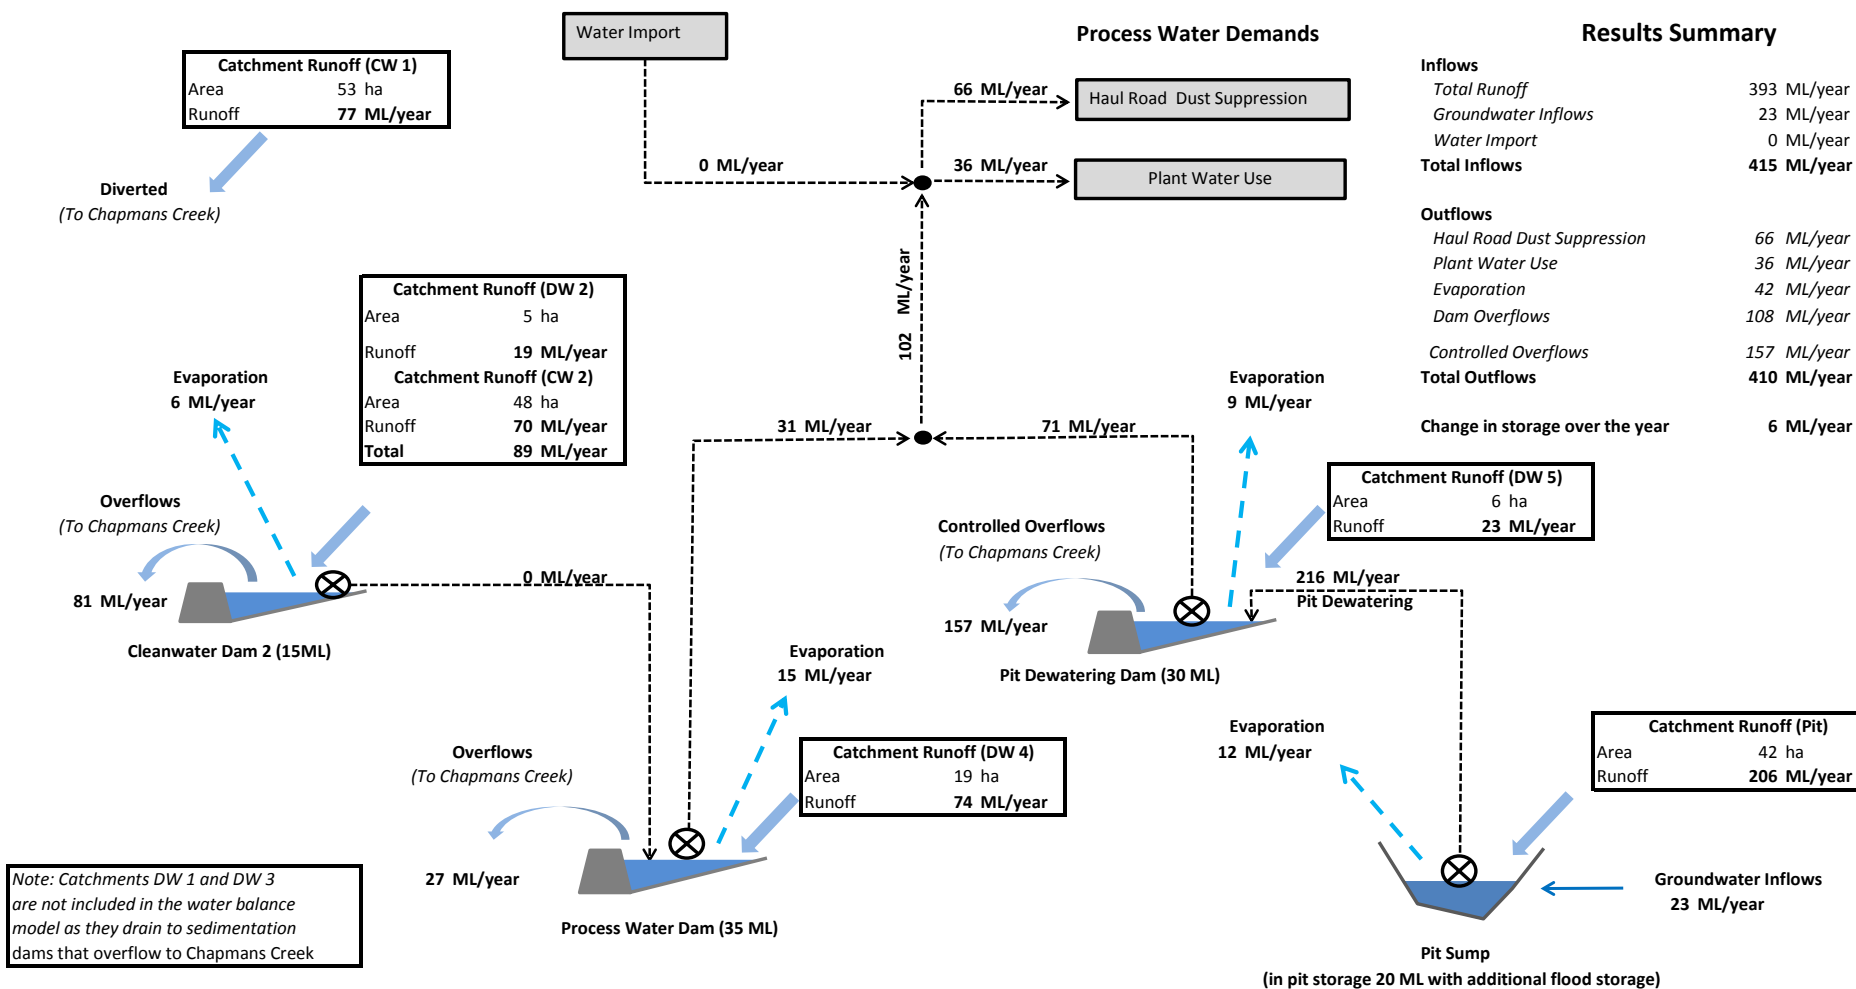 Water Import
Process Water Demands
Results Summary
Catchment Runoff (CW 1)
Area 53 ha
Runoff 77 ML/year
Diverted
(To Chapmans Creek)
0 ML/year
66 ML/year
Haul Road Dust Suppression
36 ML/year
Plant Water Use
102 ML/year
Inflows
Total Runoff 393 ML/year
Groundwater Inflows 23 ML/year
Water Import 0 ML/year
Total Inflows 415 ML/year
Outflows
Haul Road Dust Suppression 66 ML/year
Plant Water Use 36 ML/year
Evaporation 42 ML/year
Dam Overflows 108 ML/year
Controlled Overflows 157 ML/year
Total Outflows 410 ML/year
Change in storage over the year 6 ML/year
Catchment Runoff (DW 2)
Area 5 ha
Runoff 19 ML/year
Catchment Runoff (CW 2)
Area 48 ha
Runoff 70 ML/year
Total 89 ML/year
Evaporation
6 ML/year
Overflows
(To Chapmans Creek)
81 ML/year
Cleanwater Dam 2 (15ML)
0 ML/year
31 ML/year
71 ML/year
Evaporation
9 ML/year
Catchment Runoff (DW 5)
Area 6 ha
Runoff 23 ML/year
Controlled Overflows
(To Chapmans Creek)
157 ML/year
Pit Dewatering Dam (30 ML)
216 ML/year
Pit Dewatering
Evaporation
15 ML/year
Overflows
(To Chapmans Creek)
27 ML/year
Catchment Runoff (DW 4)
Area 19 ha
Runoff 74 ML/year
Process Water Dam (35 ML)
Evaporation
12 ML/year
Catchment Runoff (Pit)
Area 42 ha
Runoff 206 ML/year
Groundwater Inflows
23 ML/year
Pit Sump
(in pit storage 20 ML with additional flood storage)
Note: Catchments DW 1 and DW 3
are not included in the water balance
model as they drain to sedimentation
dams that overflow to Chapmans Creek